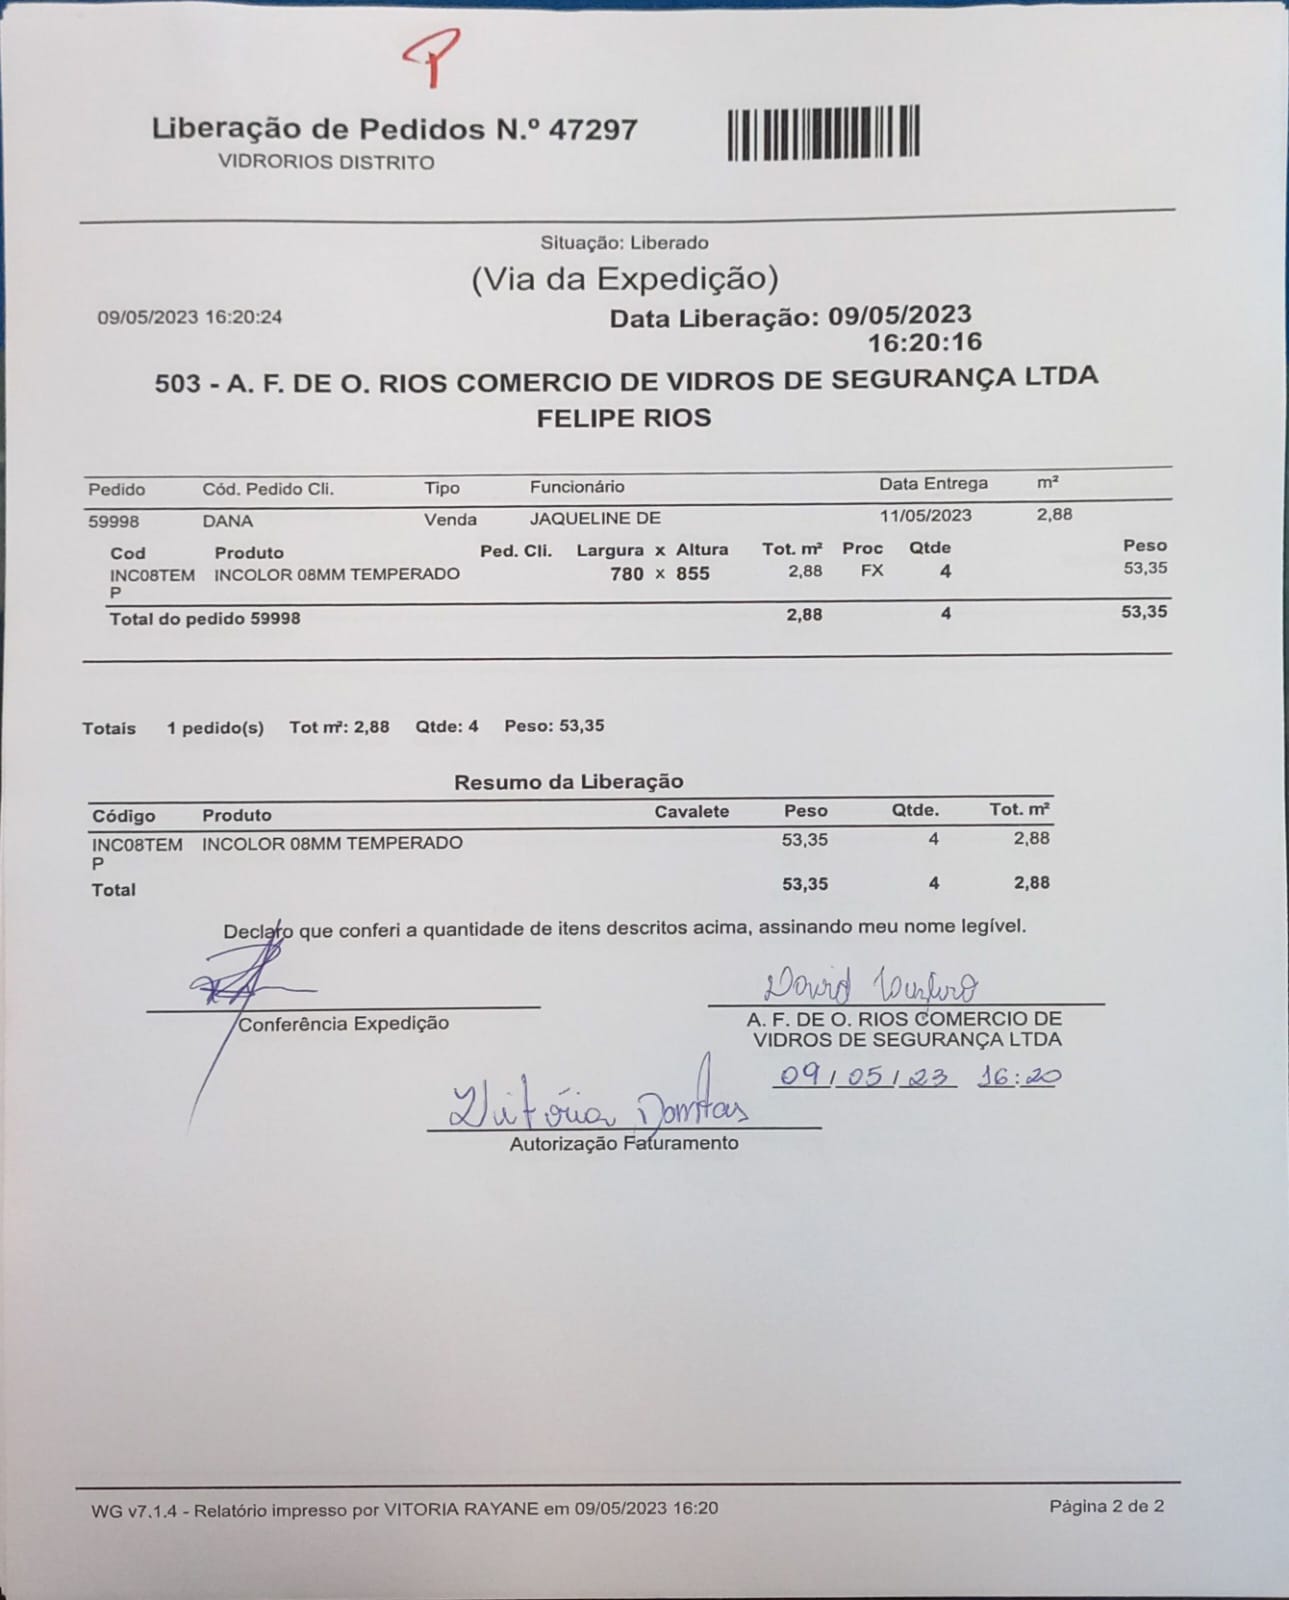 P
Liberação de Pedidos N.º 47297
VIDRORIOS DISTRITO
Situação: Liberado
(Via da Expedição)
09/05/2023 16:20:24 Data Liberação: 09/05/2023
16:20:16
503 - A. F. DE O. RIOS COMERCIO DE VIDROS DE SEGURANÇA LTDA
FELIPE RIOS
Pedido Cód. Pedido Cli. Tipo Funcionário Data Entrega m²
59998 DANA Venda JAQUELINE DE 11/05/2023 2,88
Cod Produto Ped. Cli. Largura x Altura Tot. m² Proc Qtde Peso
INC08TEM INCOLOR 08MM TEMPERADO 780 x 855 2,88 FX 4 53,35
P
Total do pedido 59998 2,88 4 53,35
Totais 1 pedido(s) Tot m²: 2,88 Qtde: 4 Peso: 53,35
Resumo da Liberação
Código Produto Cavalete Peso Qtde. Tot. m²
INC08TEM INCOLOR 08MM TEMPERADO 53,35 4 2,88
P
Total 53,35 4 2,88
Declaro que conferi a quantidade de itens descritos acima, assinando meu nome legível.
David
Conferência Expedição
A. F. DE O. RIOS COMERCIO DE
VIDROS DE SEGURANÇA LTDA
09/05/23 16:20
Vitória
Autorização Faturamento
WG v7.1.4 - Relatório impresso por VITORIA RAYANE em 09/05/2023 16:20 Página 2 de 2